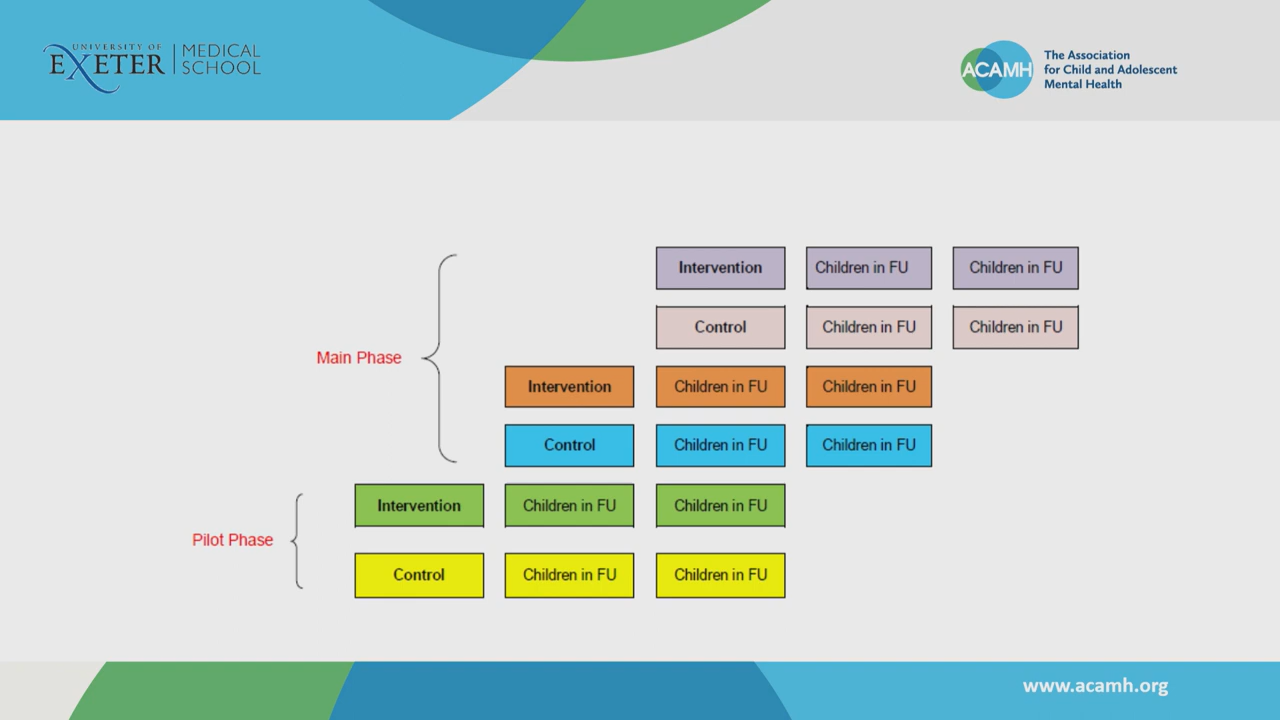 UNIVERSITY OF
EXETER
MEDICAL
SCHOOL
ACAMH
The Association
for Child and Adolescent
Mental Health
Main Phase
Intervention
Children in FU
Children in FU
Control
Children in FU
Children in FU
Intervention
Children in FU
Children in FU
Control
Children in FU
Children in FU
Pilot Phase
Intervention
Children in FU
Children in FU
Control
Children in FU
Children in FU
www.acamh.org